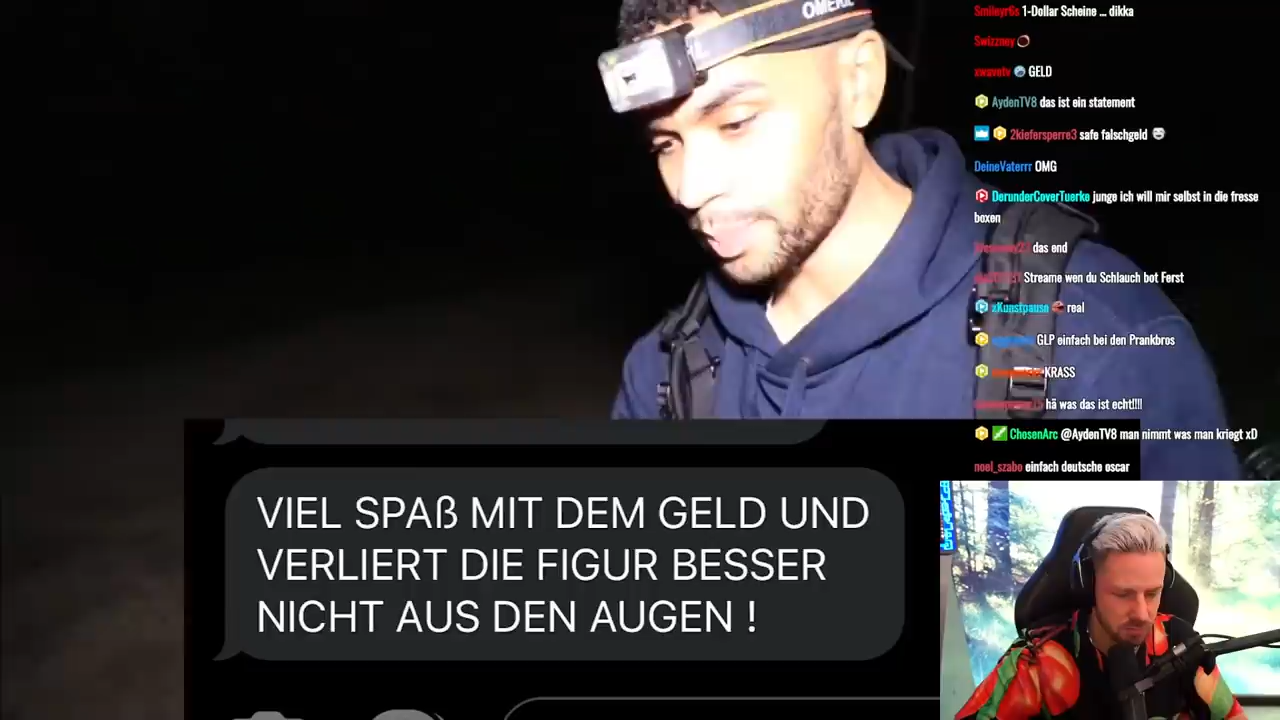 OMERIL
Smileyr6s 1-Dollar Scheine ... dikka
Swizzney
GELD
AydenTV8 das ist ein statement
2kiefersperre3 safe falschgeld
DeineVaterrr OMG
DerunderCoverTuerke junge ich will mir selbst in die fresse
boxen
das end
Streame wen du Schlauch bot Ferst
xKunstpause real
GLP einfach bei den Prankbros
KRASS
hä was das ist echt!!!!
ChosenArc @AydenTV8 man nimmt was man kriegt xD
noel_szabo einfach deutsche oscar
VIEL SPAß MIT DEM GELD UND
VERLIERT DIE FIGUR BESSER
NICHT AUS DEN AUGEN !